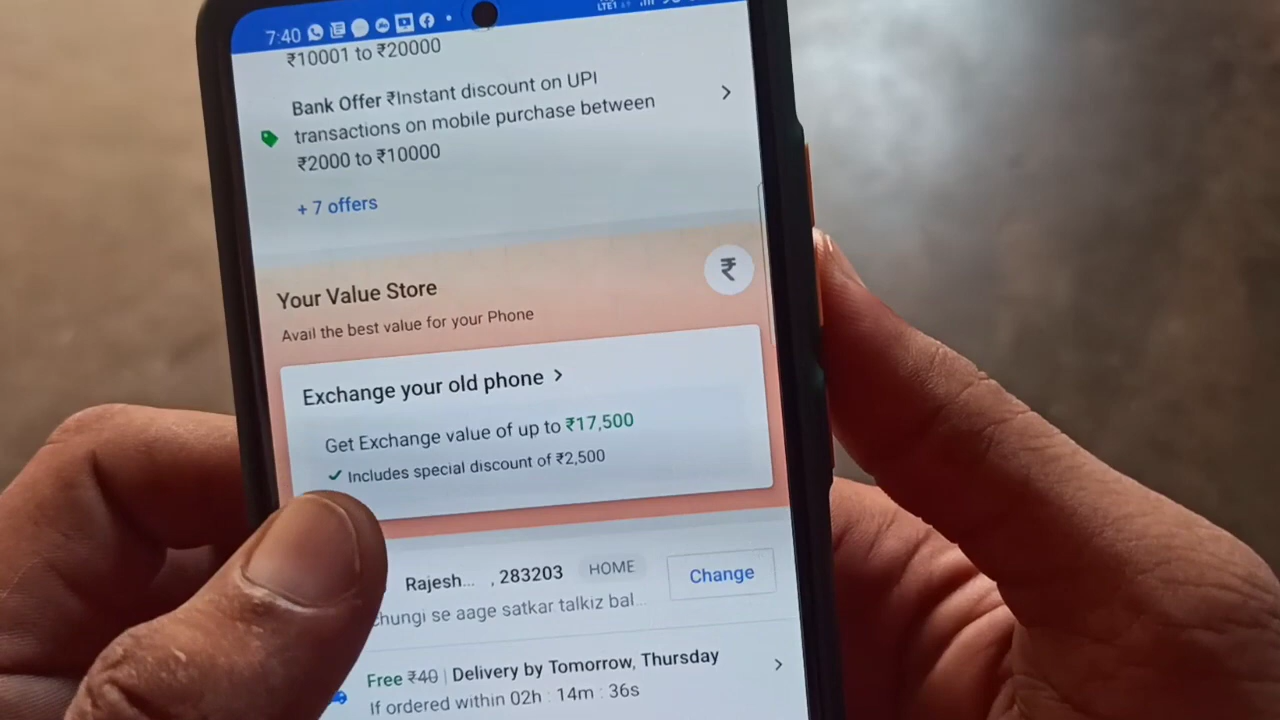 7:40
LTE1
₹10001 to ₹20000
Bank Offer ₹Instant discount on UPI
transactions on mobile purchase between
₹2000 to ₹10000
+ 7 offers
Your Value Store
₹
Avail the best value for your Phone
Exchange your old phone >
Get Exchange value of up to ₹17,500
✓ Includes special discount of ₹2,500
Rajesh... , 283203 HOME
Change
chungi se aage satkar talkiz bal...
Free ₹40 | Delivery by Tomorrow, Thursday
If ordered within 02h : 14m : 36s